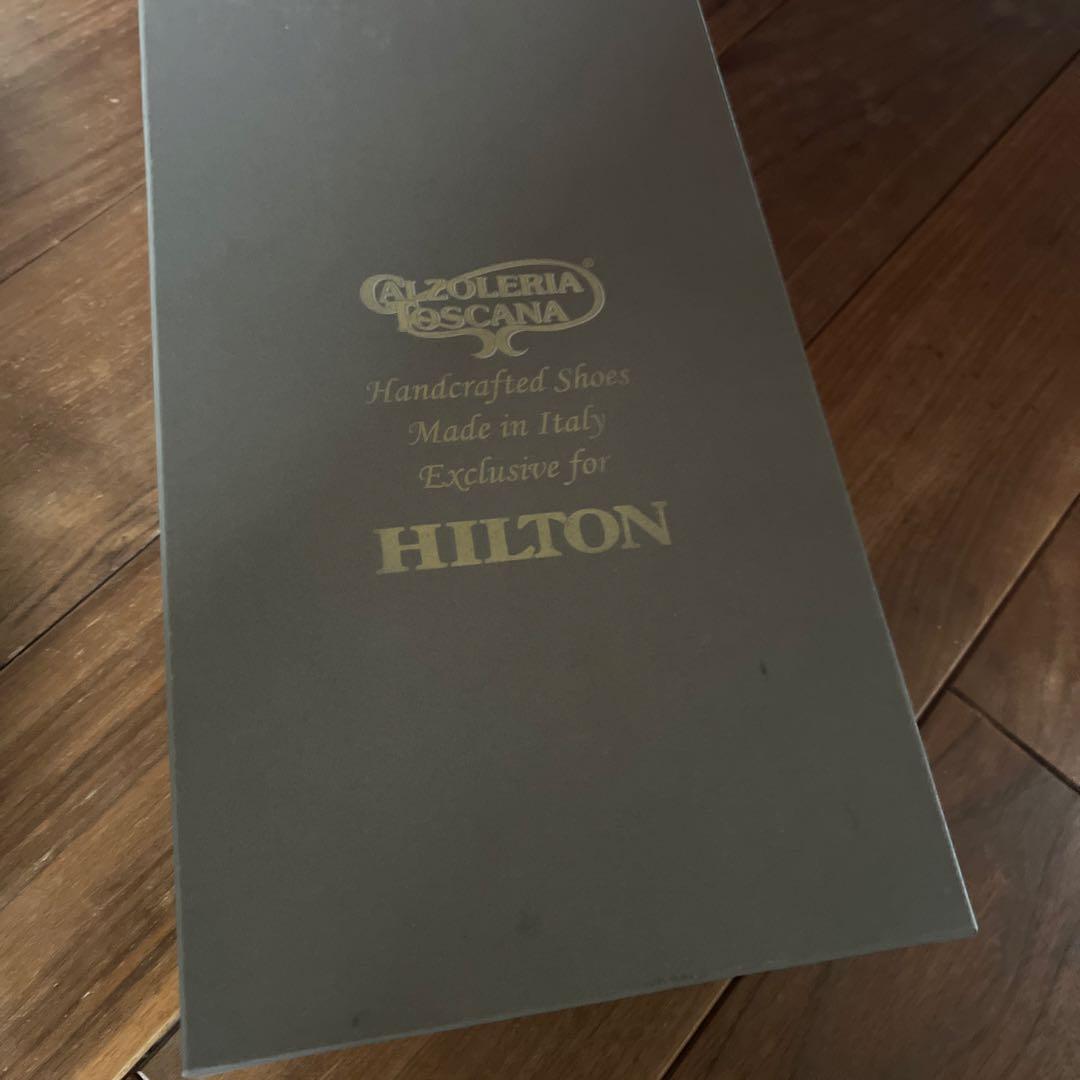 CALZOLERIA®
TOSCANA
Handcrafted Shoes
Made in Italy
Exclusive for
HILTON